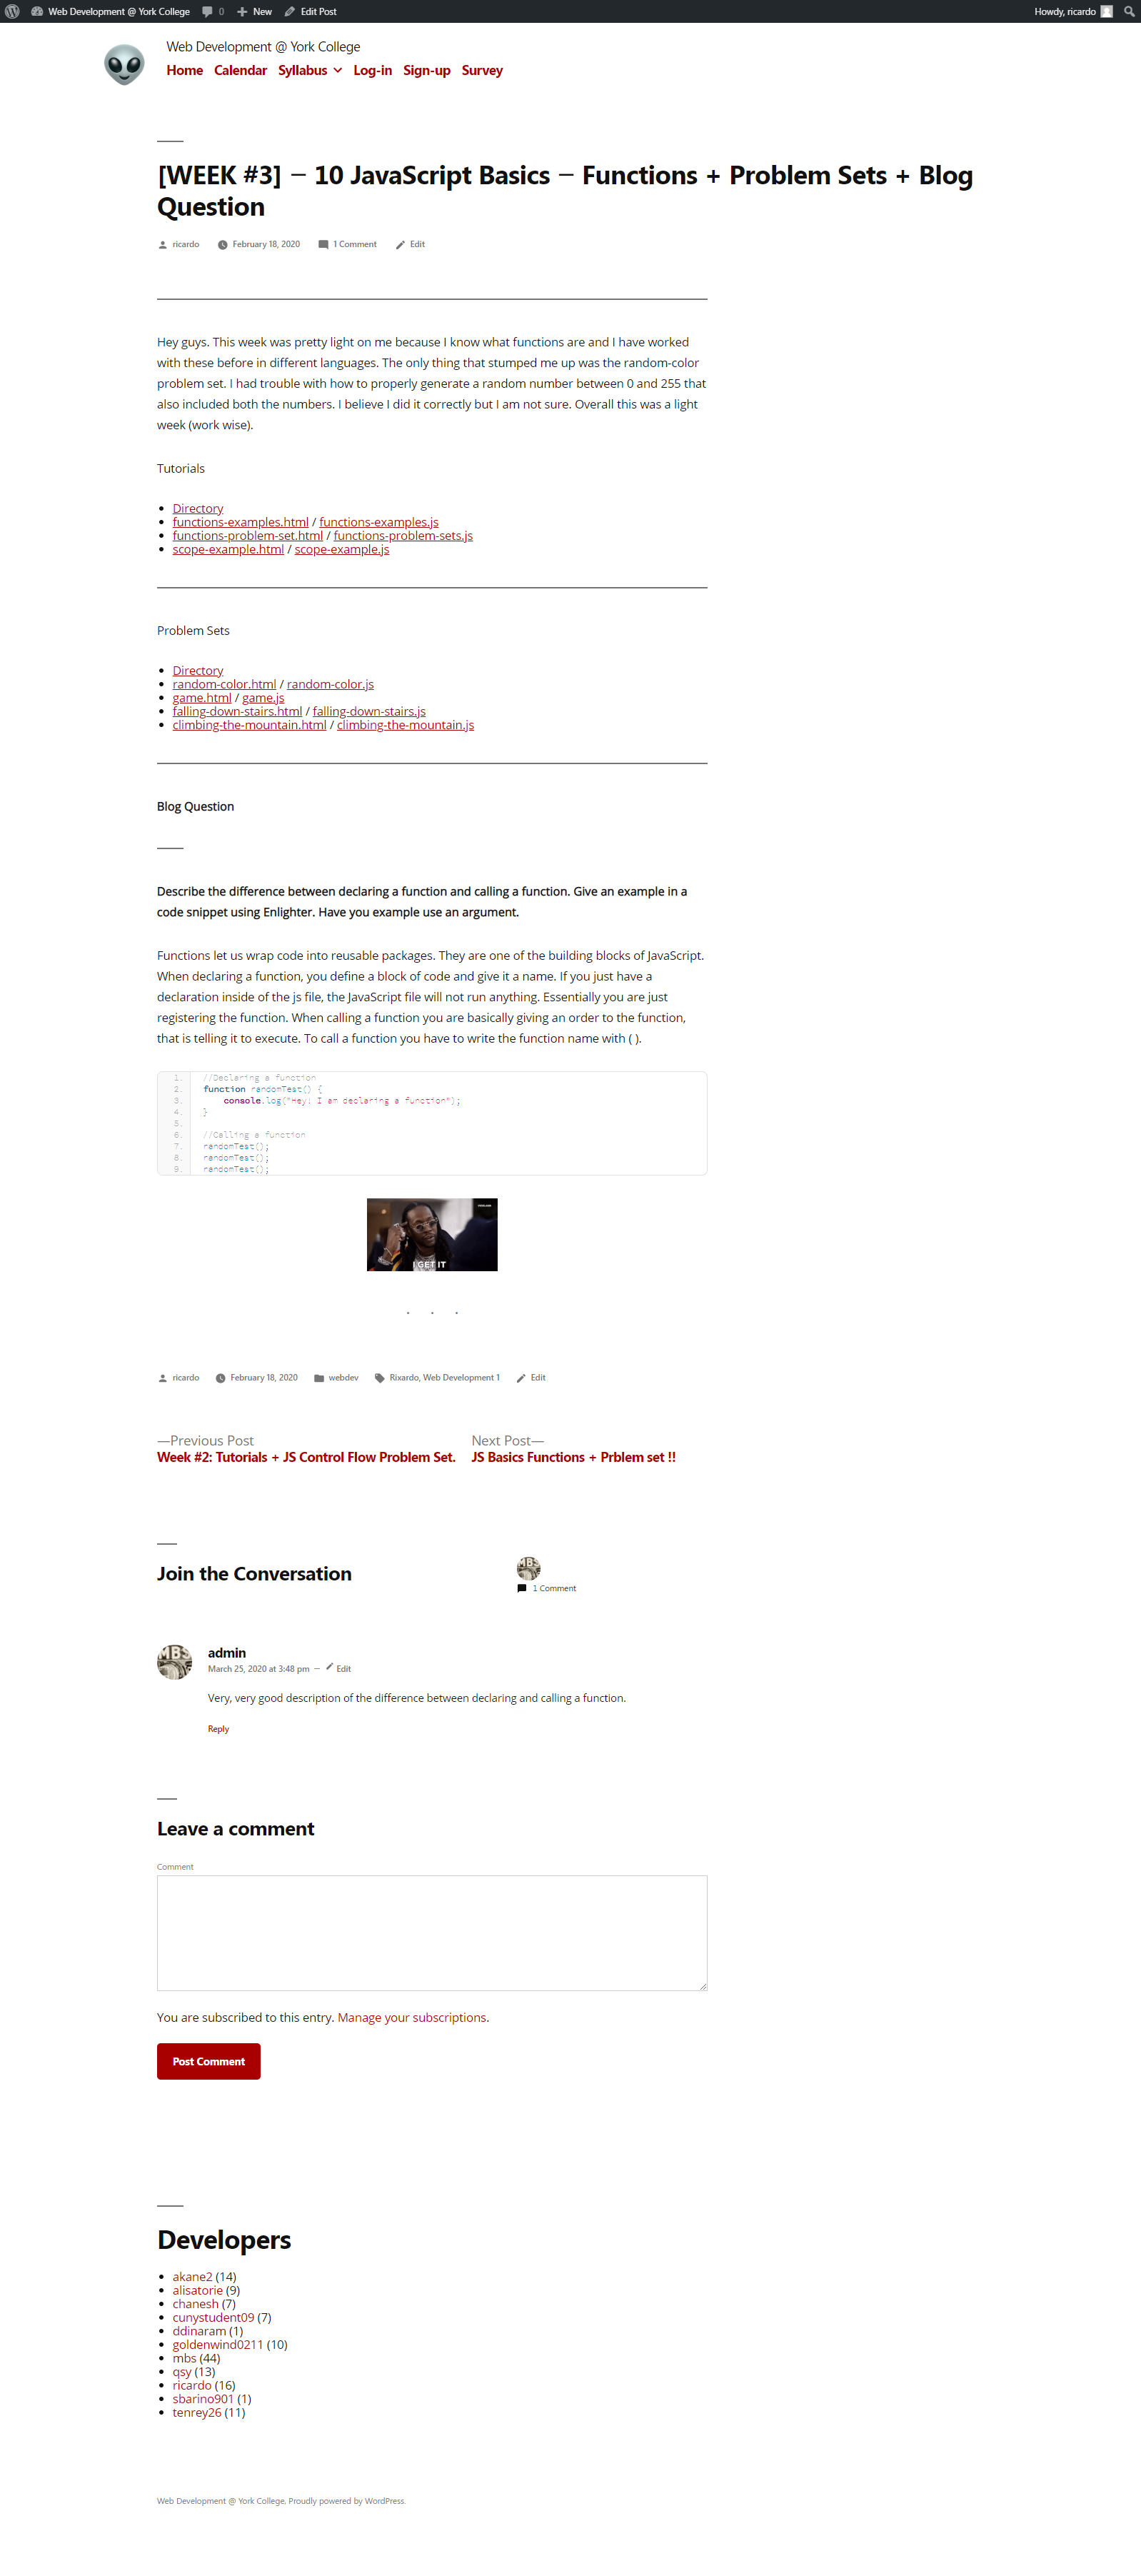 Web Development @ York College 0 New Edit Post Howdy, ricardo
Web Development @ York College
Home Calendar Syllabus Log-in Sign-up Survey
[WEEK #3] – 10 JavaScript Basics – Functions + Problem Sets + Blog
Question
ricardo February 18, 2020 1 Comment Edit
Hey guys. This week was pretty light on me because I know what functions are and I have worked
with these before in different languages. The only thing that stumped me up was the random-color
problem set. I had trouble with how to properly generate a random number between 0 and 255 that
also included both the numbers. I believe I did it correctly but I am not sure. Overall this was a light
week (work wise).
Tutorials
• Directory
• functions-examples.html / functions-examples.js
• functions-problem-set.html / functions-problem-sets.js
• scope-example.html / scope-example.js
Problem Sets
• Directory
• random-color.html / random-color.js
• game.html / game.js
• falling-down-stairs.html / falling-down-stairs.js
• climbing-the-mountain.html / climbing-the-mountain.js
Blog Question
Describe the difference between declaring a function and calling a function. Give an example in a
code snippet using Enlighter. Have you example use an argument.
Functions let us wrap code into reusable packages. They are one of the building blocks of JavaScript.
When declaring a function, you define a block of code and give it a name. If you just have a
declaration inside of the js file, the JavaScript file will not run anything. Essentially you are just
registering the function. When calling a function you are basically giving an order to the function,
that is telling it to execute. To call a function you have to write the function name with ( ).
1. //Declaring a function
2. function randomTest() {
3. console.log("Hey! I am declaring a function");
4. }
5.
6. //Calling a function
7. randomTest();
8. randomTest();
9. randomTest();
I GET IT
. . .
ricardo February 18, 2020 webdev Rixardo, Web Development 1 Edit
—Previous Post Next Post—
Week #2: Tutorials + JS Control Flow Problem Set. JS Basics Functions + Prblem set !!
Join the Conversation
1 Comment
admin
March 25, 2020 at 3:48 pm – Edit
Very, very good description of the difference between declaring and calling a function.
Reply
Leave a comment
Comment
You are subscribed to this entry. Manage your subscriptions.
Post Comment
Developers
• akane2 (14)
• alisatorie (9)
• chanesh (7)
• cunystudent09 (7)
• ddinaram (1)
• goldenwind0211 (10)
• mbs (44)
• qsy (13)
• ricardo (16)
• sbarino901 (1)
• tenrey26 (11)
Web Development @ York College, Proudly powered by WordPress.